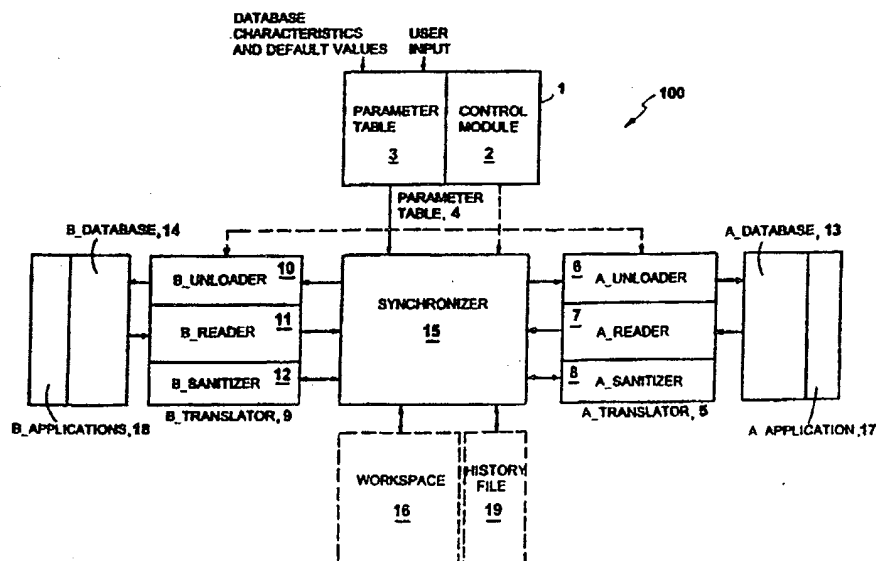 DATABASE
CHARACTERISTICS
AND DEFAULT VALUES
USER
INPUT
1
100
PARAMETER
TABLE
3
CONTROL
MODULE
2
PARAMETER
TABLE, 4
B_DATABASE, 14
A_DATABASE, 13
10
B_UNLOADER
11
B_READER
12
B_SANITIZER
SYNCHRONIZER
15
6
A_UNLOADER
7
A_READER
8
A_SANITIZER
B_APPLICATIONS, 18
B_TRANSLATOR, 9
A_TRANSLATOR, 5
A APPLICATION, 17
WORKSPACE
16
HISTORY
FILE
19